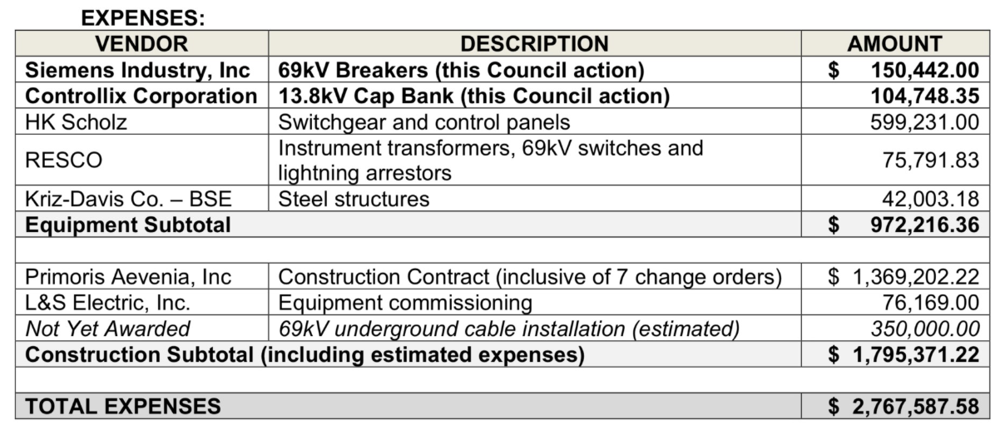 EXPENSES:
VENDOR DESCRIPTION AMOUNT
Siemens Industry, Inc 69kV Breakers (this Council action) $ 150,442.00
Controllix Corporation 13.8kV Cap Bank (this Council action) 104,748.35
HK Scholz Switchgear and control panels 599,231.00
RESCO Instrument transformers, 69kV switches and
lightning arrestors 75,791.83
Kriz-Davis Co. – BSE Steel structures 42,003.18
Equipment Subtotal $ 972,216.36
Primoris Aevenia, Inc Construction Contract (inclusive of 7 change orders) $ 1,369,202.22
L&S Electric, Inc. Equipment commissioning 76,169.00
Not Yet Awarded 69kV underground cable installation (estimated) 350,000.00
Construction Subtotal (including estimated expenses) $ 1,795,371.22
TOTAL EXPENSES $ 2,767,587.58